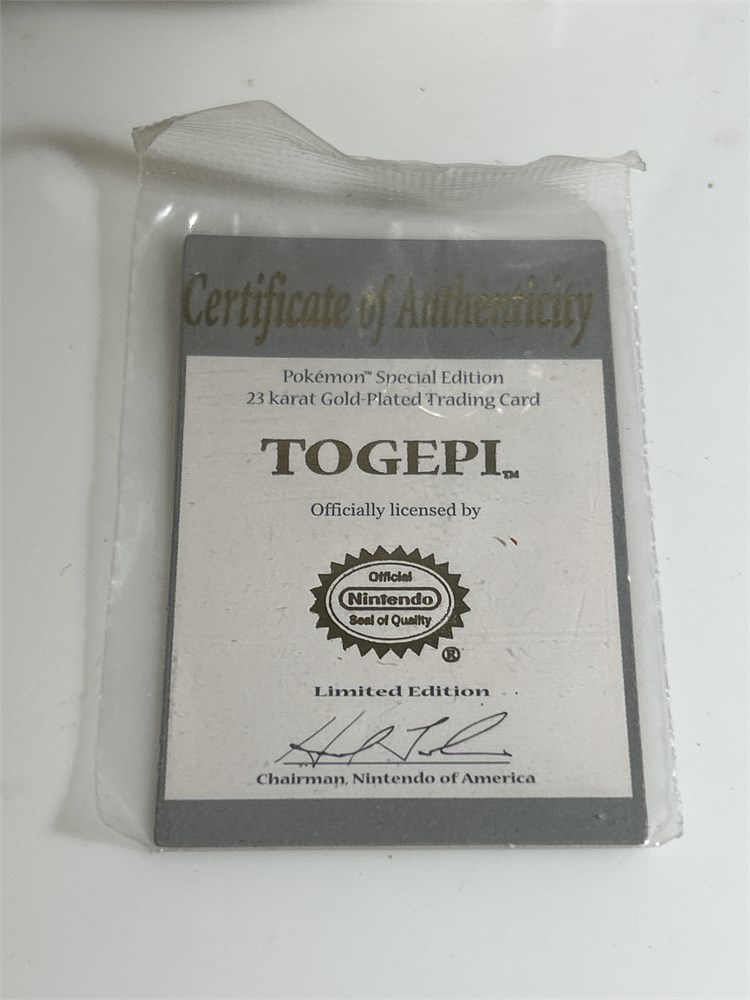 Certificate of Authenticity
Pokémon™ Special Edition
23 karat Gold-Plated Trading Card
TOGEPI™
Officially licensed by
Official
Nintendo
Seal of Quality
®
Limited Edition
Chairman, Nintendo of America